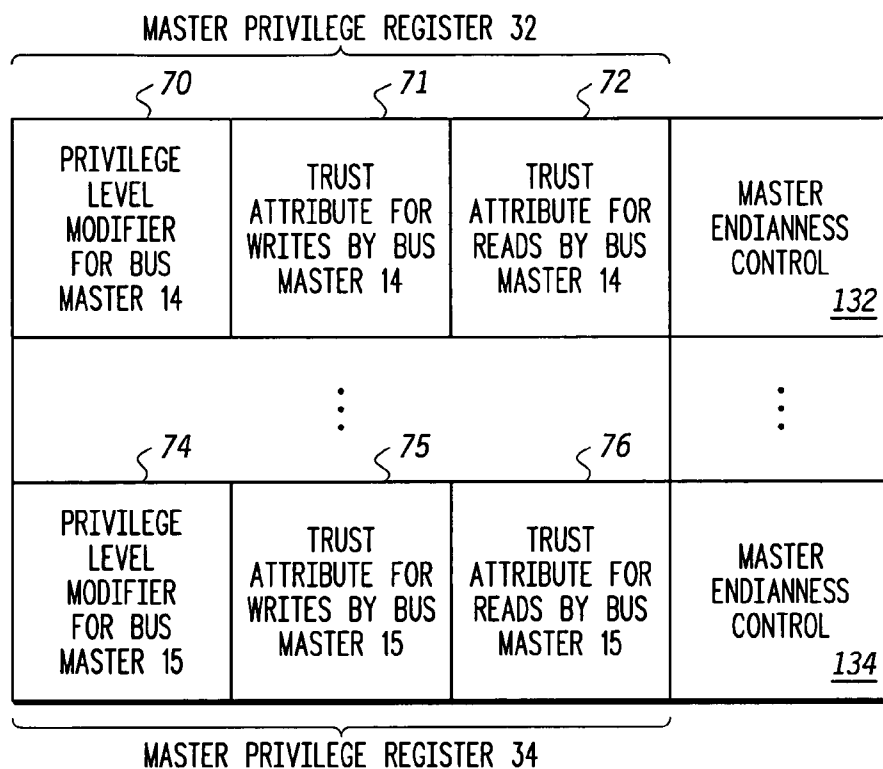 MASTER PRIVILEGE REGISTER 32
70
71
72
PRIVILEGE
LEVEL
MODIFIER
FOR BUS
MASTER 14
TRUST
ATTRIBUTE FOR
WRITES BY BUS
MASTER 14
TRUST
ATTRIBUTE FOR
READS BY BUS
MASTER 14
MASTER
ENDIANNESS
CONTROL
132
74
75
76
PRIVILEGE
LEVEL
MODIFIER
FOR BUS
MASTER 15
TRUST
ATTRIBUTE FOR
WRITES BY BUS
MASTER 15
TRUST
ATTRIBUTE FOR
READS BY BUS
MASTER 15
MASTER
ENDIANNESS
CONTROL
134
MASTER PRIVILEGE REGISTER 34